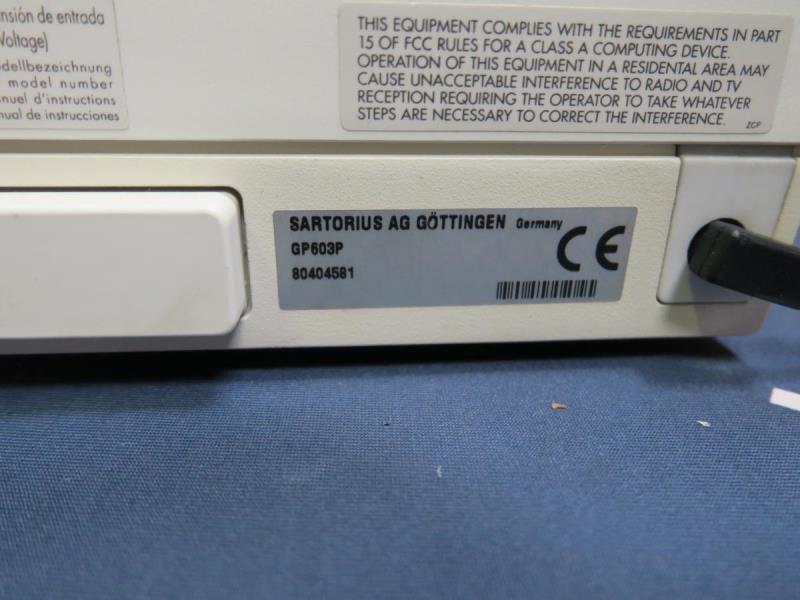 nsión de entrada
Voltage)
dellbezeichnung
model number
nuel d'instructions
nual de instrucciones
THIS EQUIPMENT COMPLIES WITH THE REQUIREMENTS IN PART
15 OF FCC RULES FOR A CLASS A COMPUTING DEVICE.
OPERATION OF THIS EQUIPMENT IN A RESIDENTAL AREA MAY
CAUSE UNACCEPTABLE INTERFERENCE TO RADIO AND TV
RECEPTION REQUIRING THE OPERATOR TO TAKE WHATEVER
STEPS ARE NECESSARY TO CORRECT THE INTERFERENCE.
ZCP
SARTORIUS AG GÖTTINGEN Germany
GP603P
80404581
CE